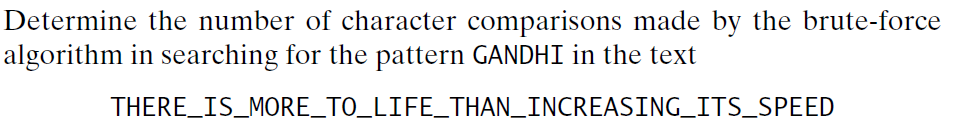 Determine the number of character comparisons made by the brute-force
algorithm in searching for the pattern GANDHI in the text
THERE_IS_MORE_TO_LIFE_THAN_INCREASING_ITS_SPEED